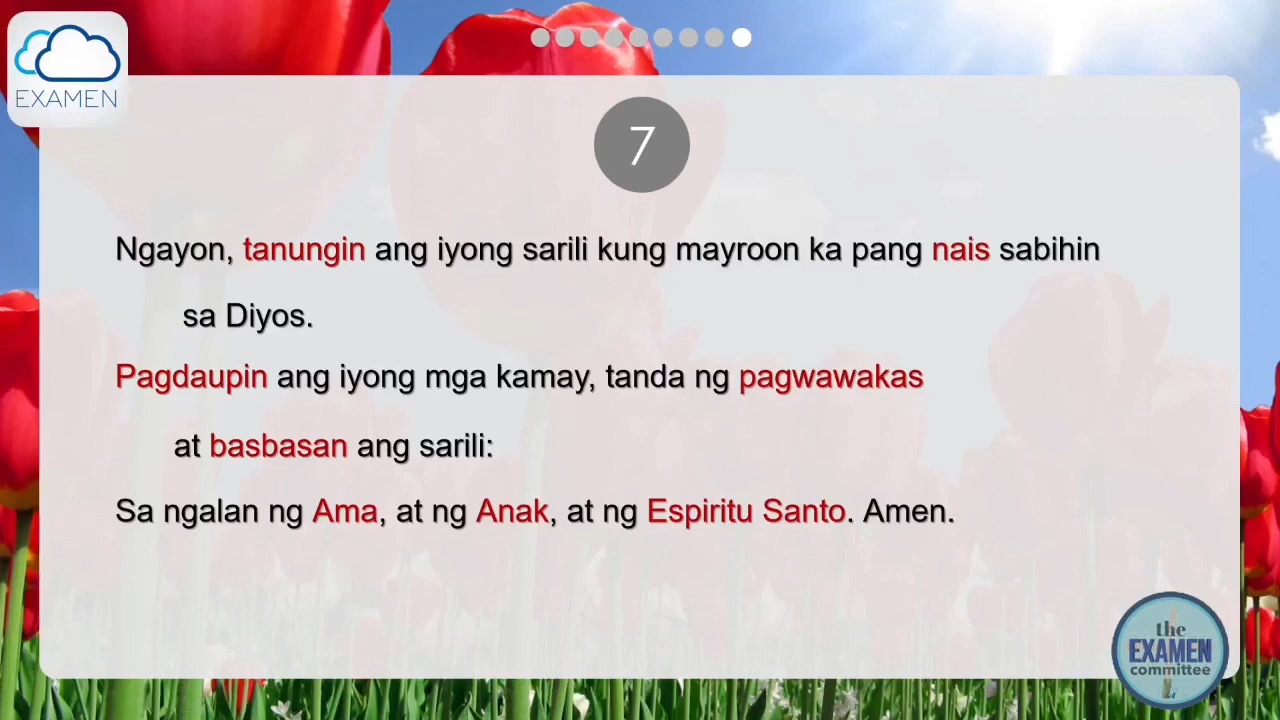 EXAMEN
7
Ngayon, tanungin ang iyong sarili kung mayroon ka pang nais sabihin
sa Diyos.
Pagdaupin ang iyong mga kamay, tanda ng pagwawakas
at basbasan ang sarili:
Sa ngalan ng Ama, at ng Anak, at ng Espiritu Santo. Amen.
the
EXAMEN
committee